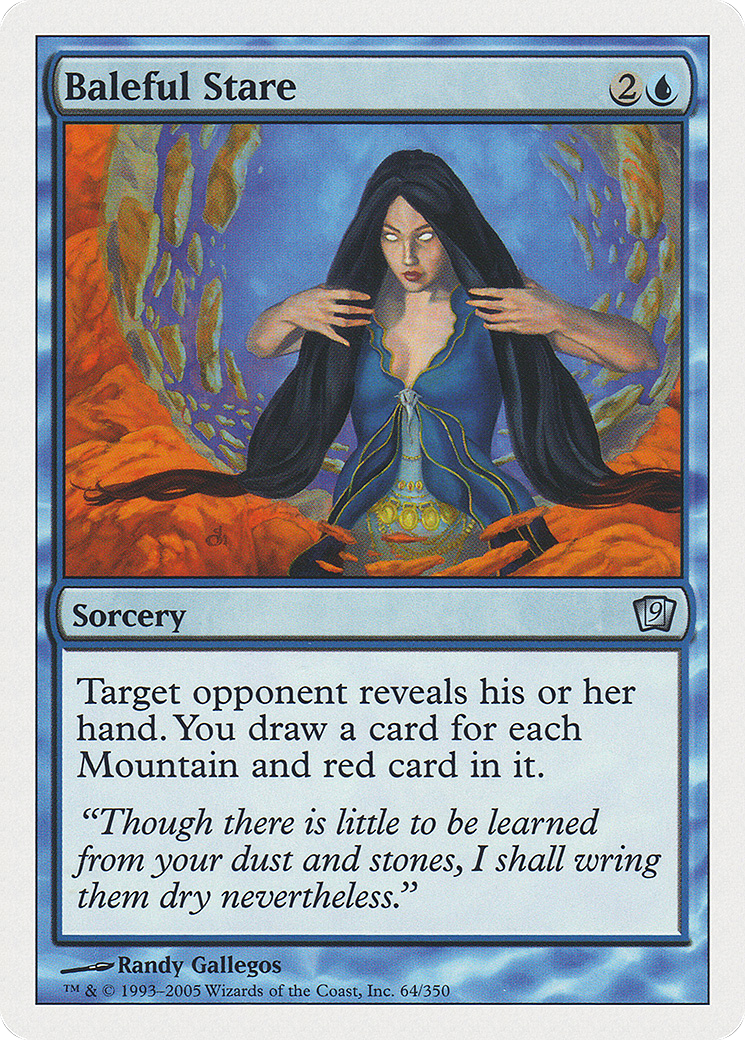 Baleful Stare 2
Sorcery 9
Target opponent reveals his or her
hand. You draw a card for each
Mountain and red card in it.
“Though there is little to be learned
from your dust and stones, I shall wring
them dry nevertheless.”
Randy Gallegos
™ & © 1993–2005 Wizards of the Coast, Inc. 64/350